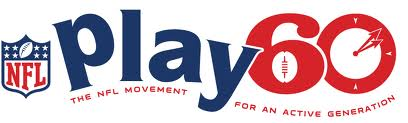 NFL play60
THE NFL MOVEMENT FOR AN ACTIVE GENERATION